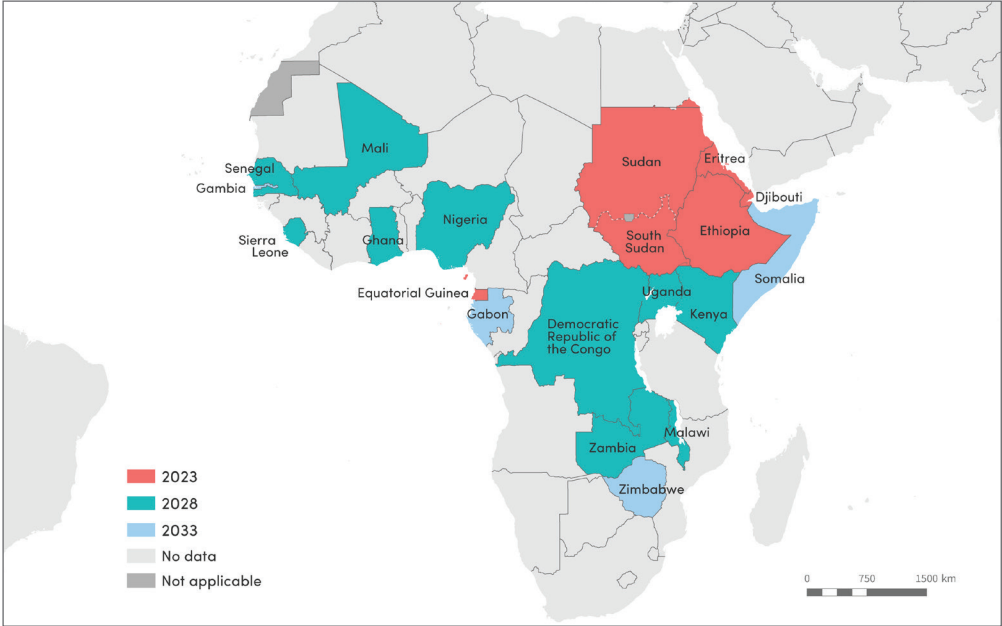 Mali
Senegal
Gambia
Sierra
Leone
Ghana
Nigeria
Sudan
Eritrea
Djibouti
South
Sudan
Ethiopia
Somalia
Equatorial Guinea
Gabon
Uganda
Kenya
Democratic
Republic of
the Congo
Malawi
Zambia
Zimbabwe
2023
2028
2033
No data
Not applicable
0 750 1500 km